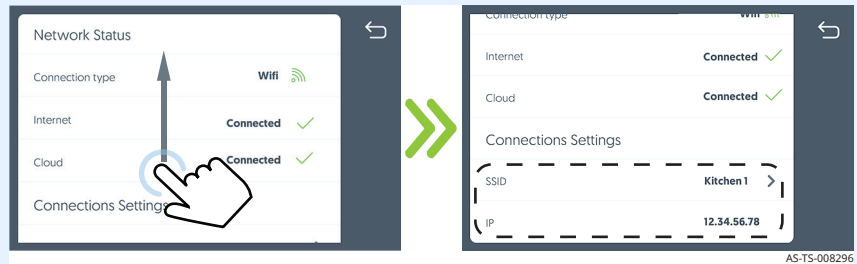 Network Status
Connection type Wifi
Internet Connected
Cloud Connected
Connections Settings
Connection type Wifi
Internet Connected
Cloud Connected
Connections Settings
SSID Kitchen 1
IP 12.34.56.78
AS-TS-008296